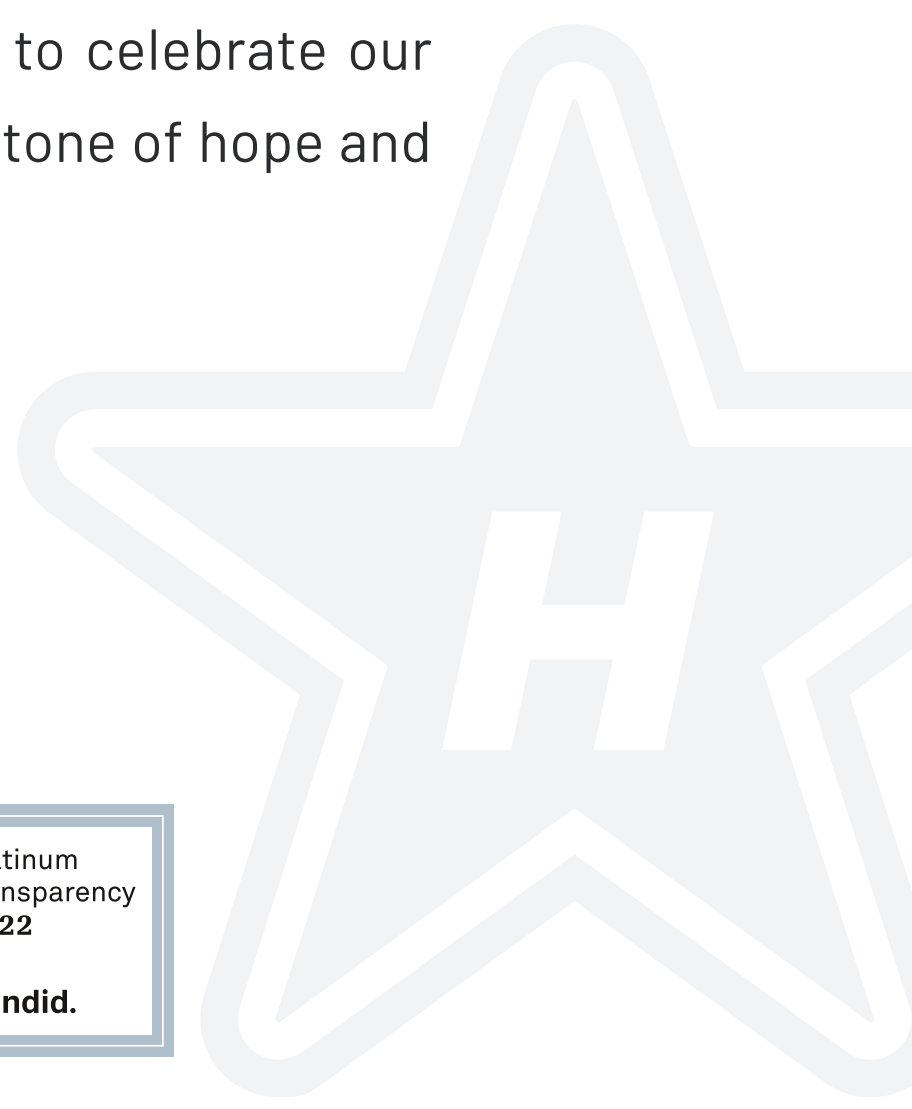 to celebrate our
tone of hope and
H
tinum
nsparency
22
ndid.